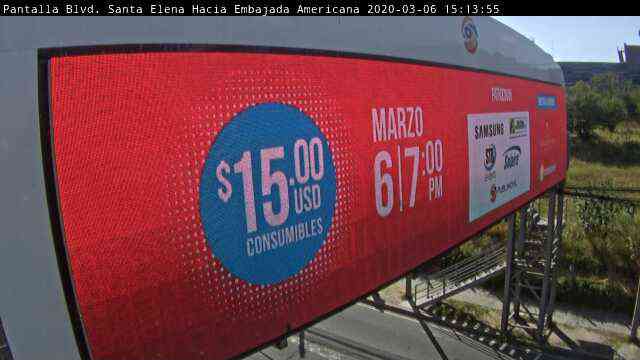 Pantalla Blvd. Santa Elena Hacia Embajada Americana 2020-03-06 15:13:55
$15.00
USD
CONSUMIBLES
MARZO
6|7:00
PM
SAMSUNG